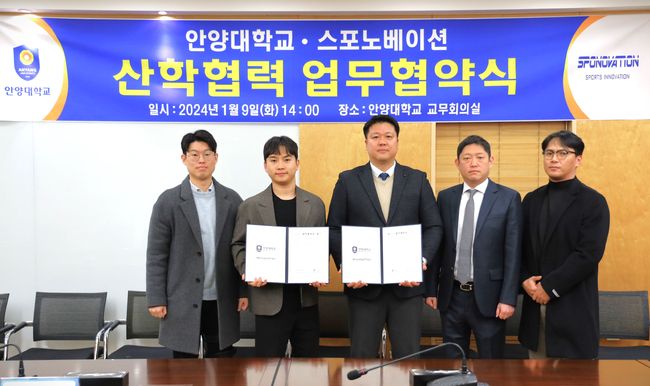 안양대학교 · 스포노베이션
산학협력 업무협약식
일시 : 2024년 1월 9일(화) 14 : 00 장소 : 안양대학교 교무회의실
안양대학교
SPONOVATION
SPORTS INNOVATION